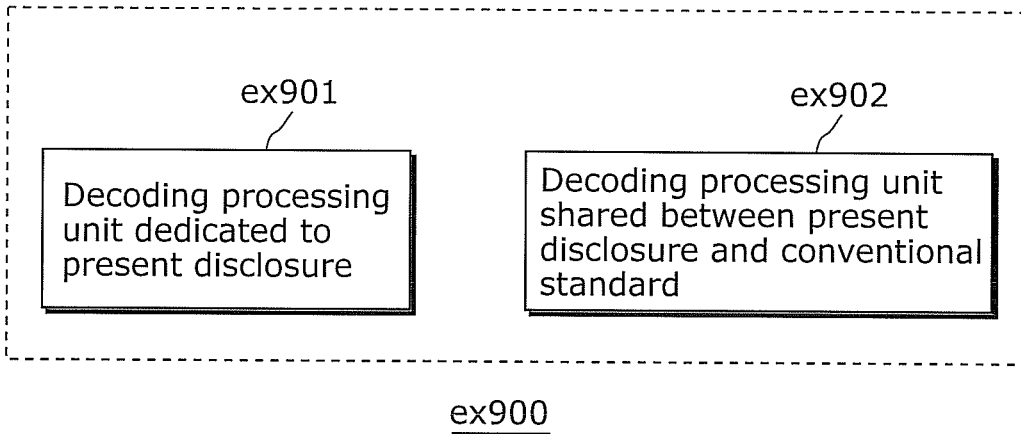 ex901
Decoding processing
unit dedicated to
present disclosure
ex902
Decoding processing unit
shared between present
disclosure and conventional
standard
ex900